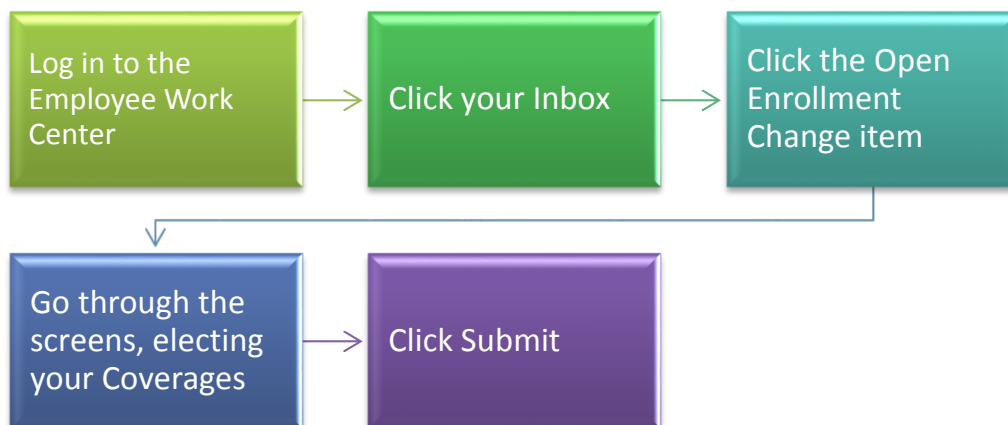 Log in to the
Employee Work
Center
Click your Inbox
Click the Open
Enrollment
Change item
Go through the
screens, electing
your Coverages
Click Submit